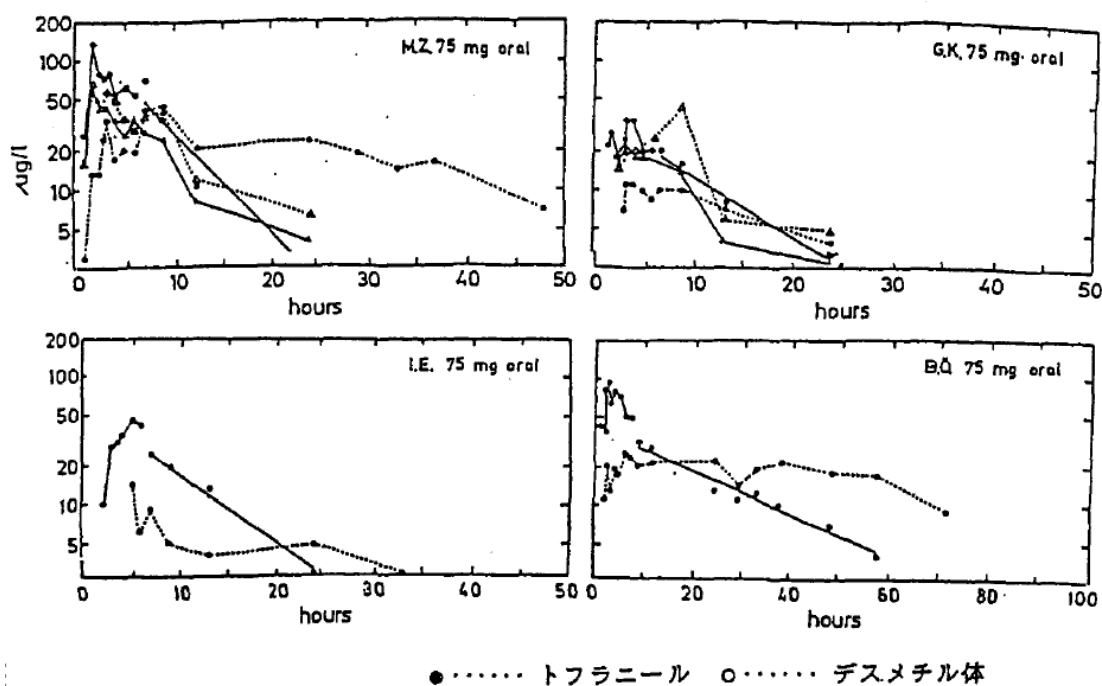 200
100
50
20
10
5
µg/l
M.Z. 75 mg oral
0 10 20 30 40 50
hours
G.K. 75 mg. oral
0 10 20 30 40 50
hours
200
100
50
20
10
5
I.E. 75 mg oral
0 10 20 30 40 50
hours
B.Ö 75 mg oral
0 20 40 60 80 100
hours
●‥‥‥ トフラニール ○‥‥‥ デスメチル体